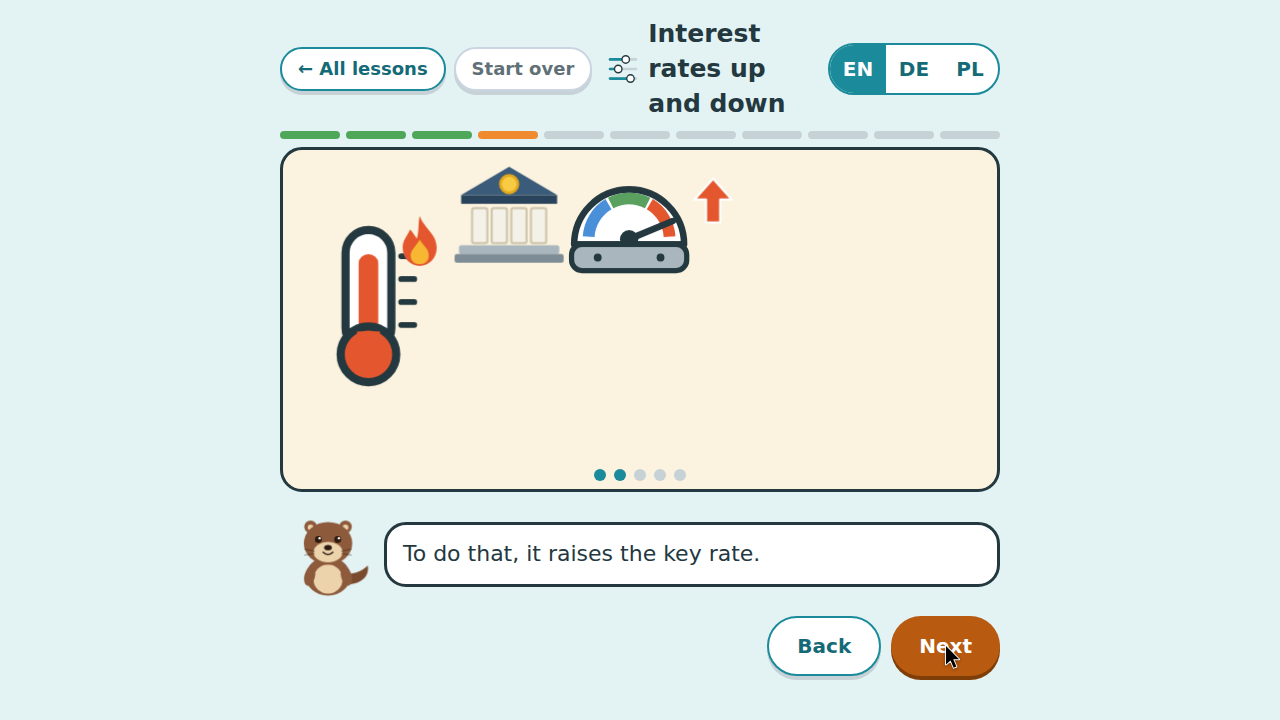 ← All lessons
Start over
Interest
rates up
and down
EN DE PL
To do that, it raises the key rate.
Back
Next